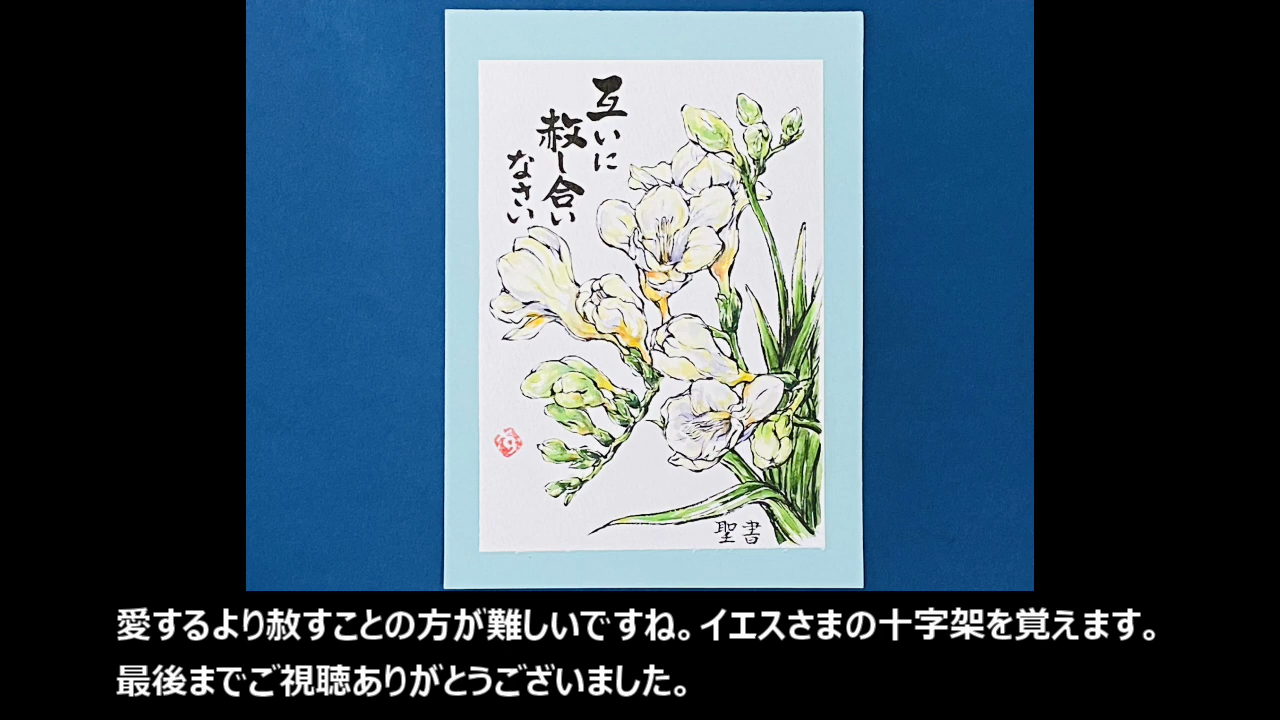 互いに
赦し合い
なさい
聖書
愛するより赦すことの方が難しいですね。イエスさまの十字架を覚えます。
最後までご視聴ありがとうございました。